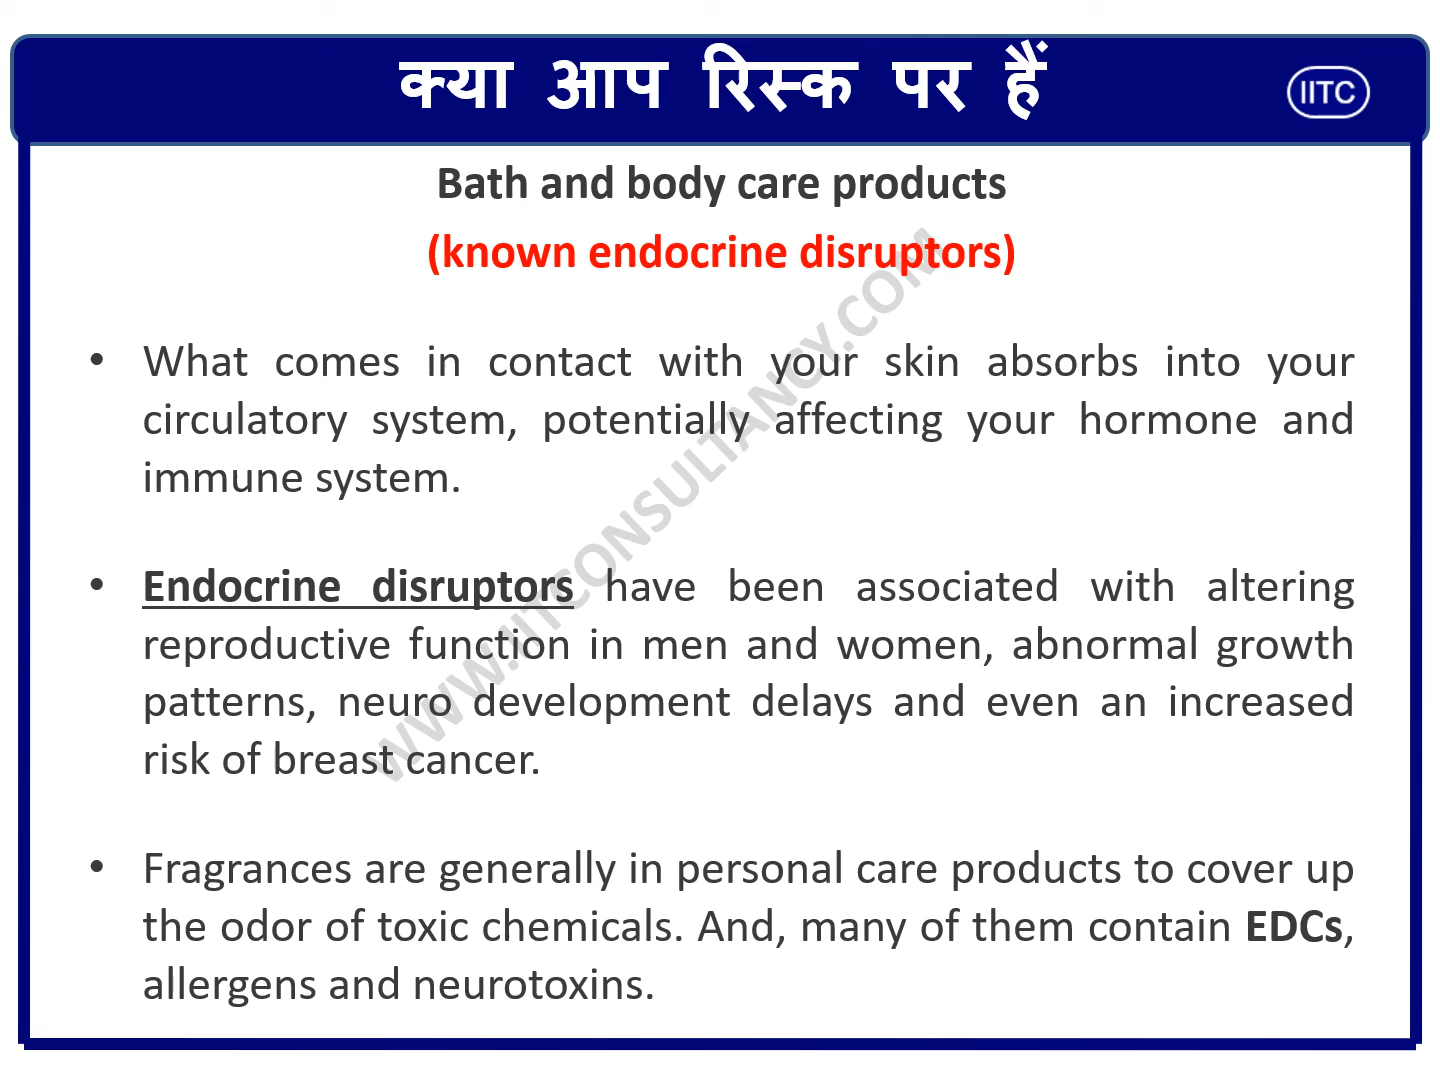 क्या आप रिस्क पर हैं
IITC
Bath and body care products
(known endocrine disruptors)
• What comes in contact with your skin absorbs into your
circulatory system, potentially affecting your hormone and
immune system.
• Endocrine disruptors have been associated with altering
reproductive function in men and women, abnormal growth
patterns, neuro development delays and even an increased
risk of breast cancer.
• Fragrances are generally in personal care products to cover up
the odor of toxic chemicals. And, many of them contain EDCs,
allergens and neurotoxins.
WWW.IITCONSULTANCY.COM